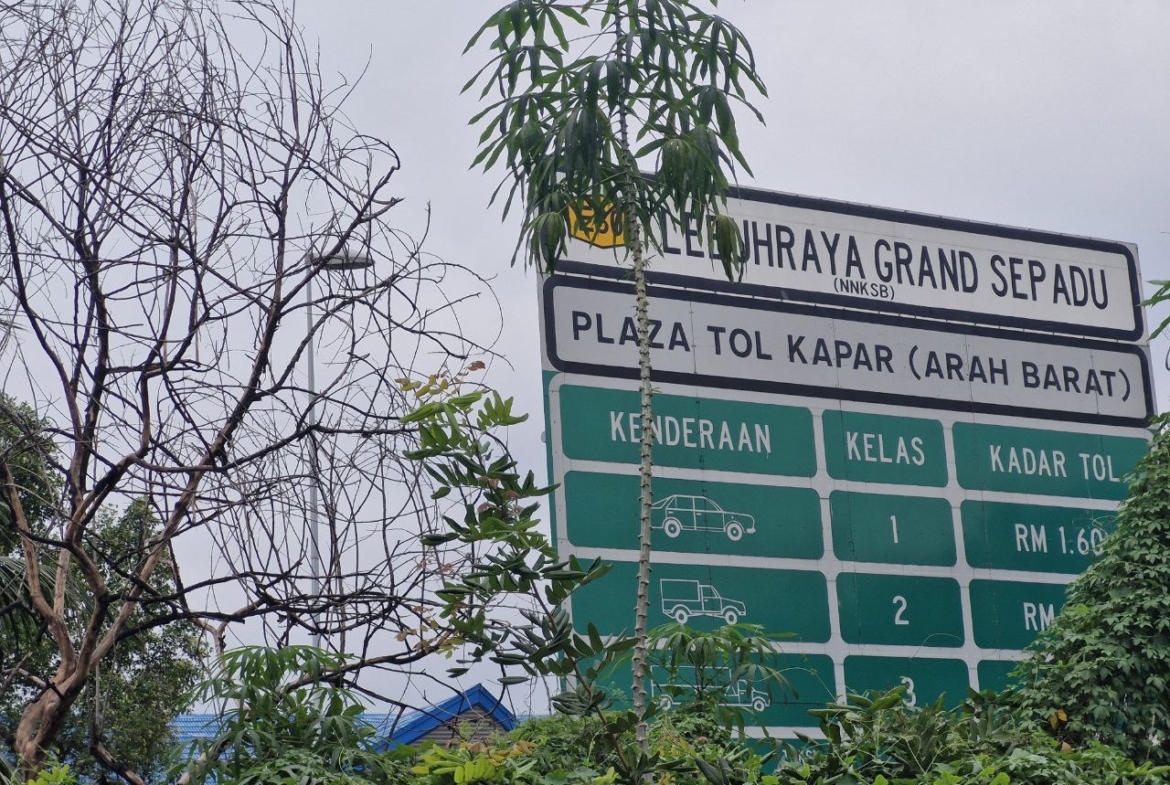 GRAND SEPADU
(NNKSB)
PLAZA TOL KAPAR (ARAH BARAT)
KENDERAAN KELAS KADAR TOL
1 RM 1.60
2 RM
3